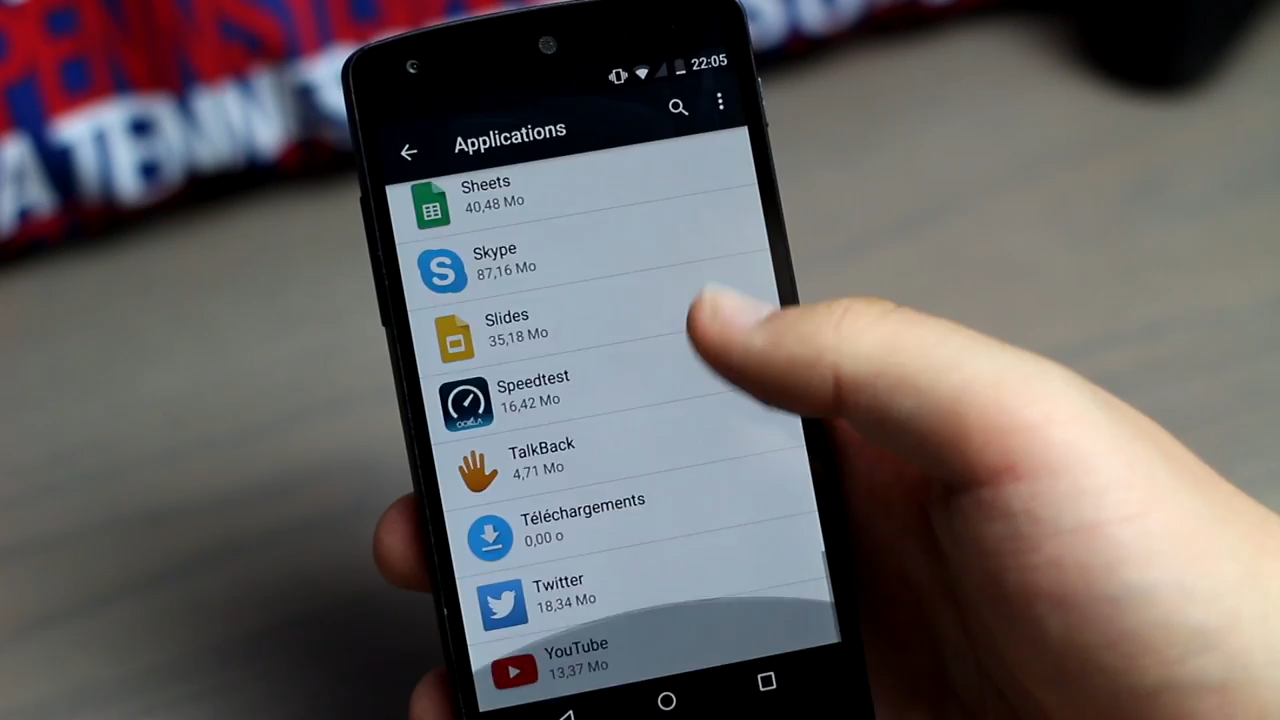 22:05
Applications
Sheets
40,48 Mo
Skype
87,16 Mo
Slides
35,18 Mo
Speedtest
16,42 Mo
OOKLA
TalkBack
4,71 Mo
Téléchargements
0,00 o
Twitter
18,34 Mo
YouTube
13,37 Mo